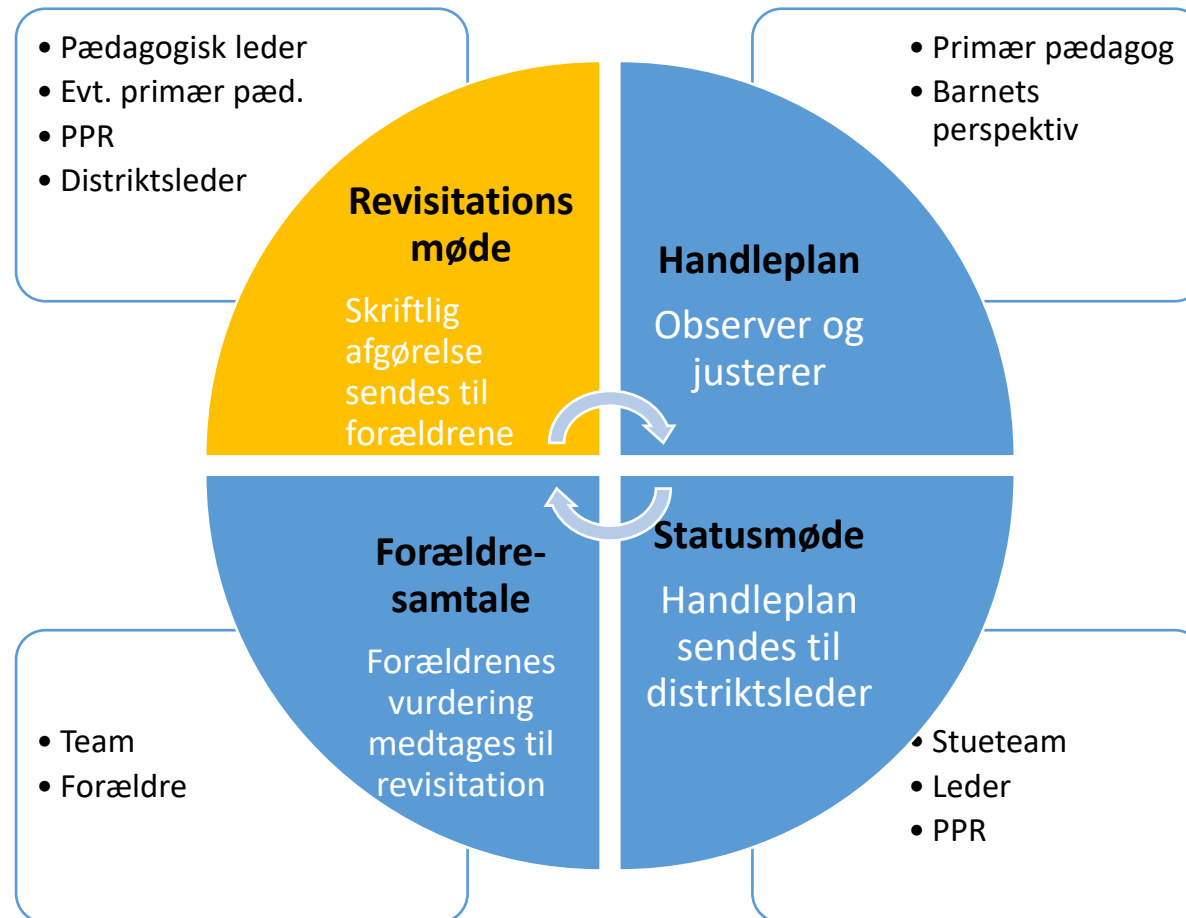 • Pædagogisk leder
• Evt. primær pæd.
• PPR
• Distriktsleder
• Primær pædagog
• Barnets
perspektiv
Revisitations
møde
Skriftlig
afgørelse
sendes til
forældrene
Handleplan
Observer og
justerer
Forældre-
samtale
Forældrenes
vurdering
medtages til
revisitation
Statusmøde
Handleplan
sendes til
distriktsleder
• Team
• Forældre
• Stueteam
• Leder
• PPR